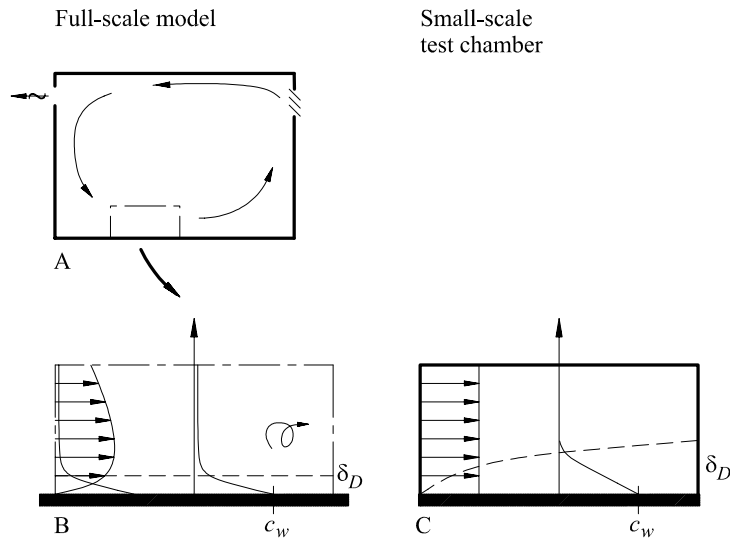 Full-scale model
Small-scale
test chamber
A
δD
δD
B
cw
C
cw